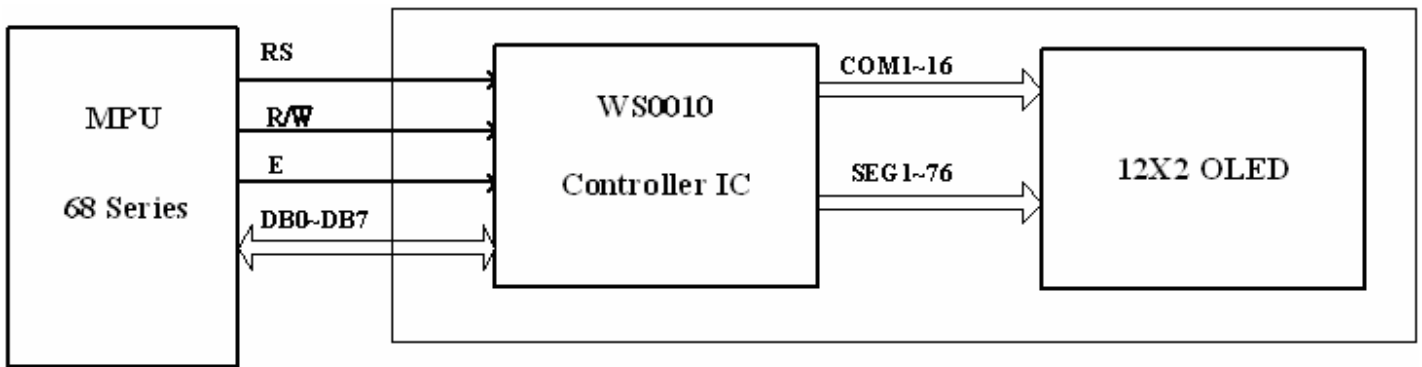 MPU
68 Series
RS
R/W̅
E
DB0~DB7
WS0010
Controller IC
COM1~16
SEG1~76
12X2 OLED